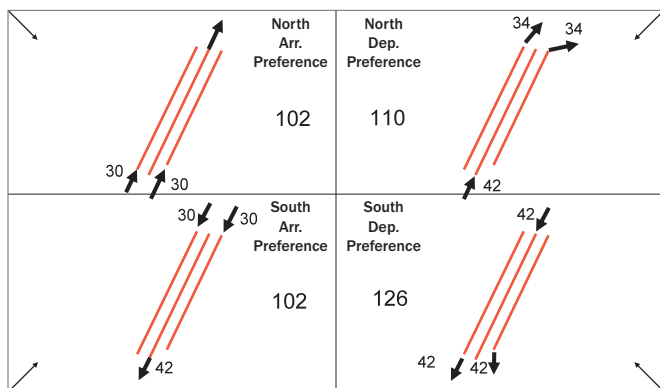 North
Arr.
Preference
102
30
30
North
Dep.
Preference
110
34
34
42
South
Arr.
Preference
102
30
30
42
South
Dep.
Preference
126
42
42
42